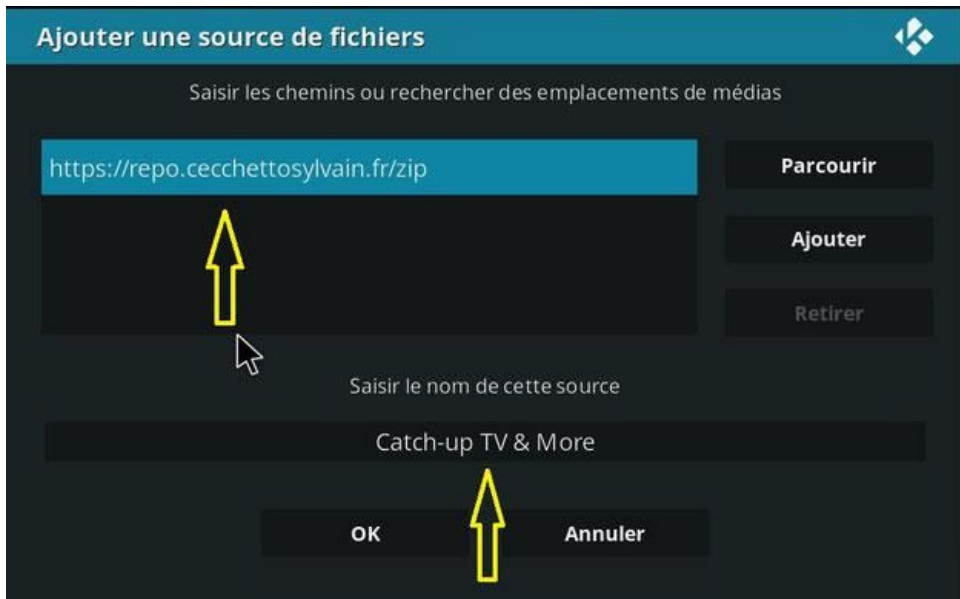 Ajouter une source de fichiers
Saisir les chemins ou rechercher des emplacements de médias
https://repo.cecchettosylvain.fr/zip
Parcourir
Ajouter
Retirer
Saisir le nom de cette source
Catch-up TV & More
OK
Annuler